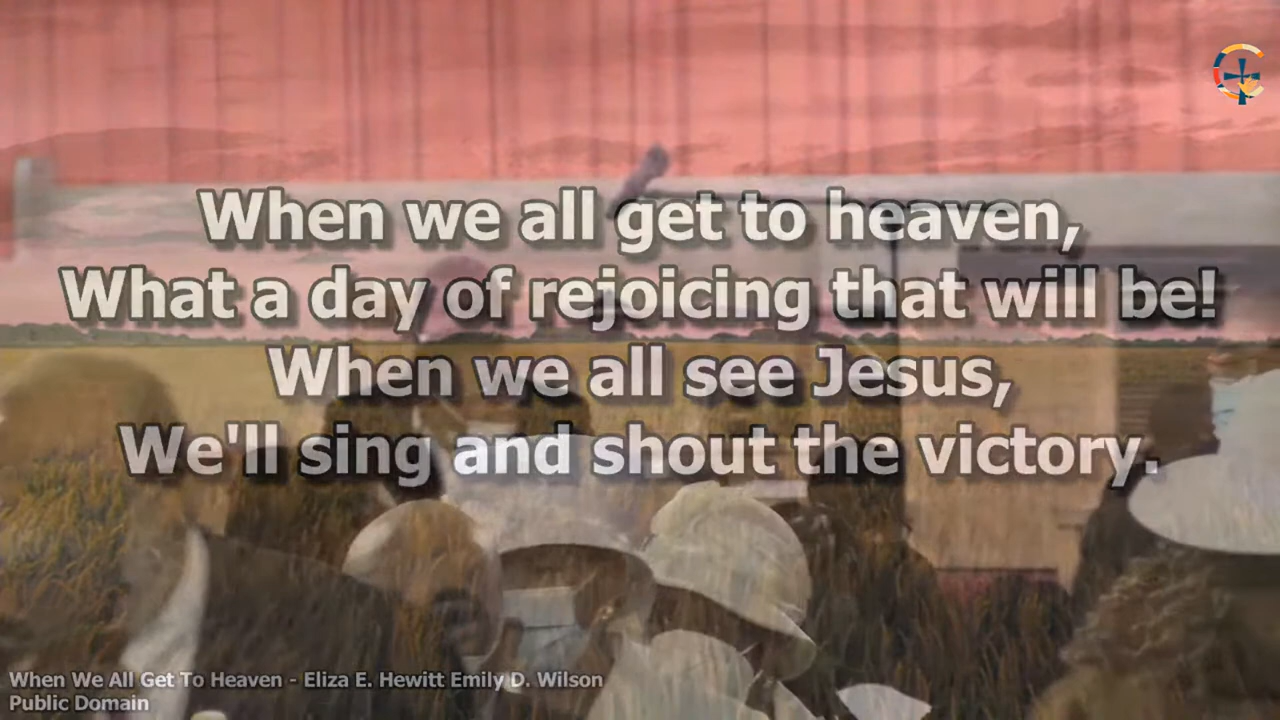 When we all get to heaven,
What a day of rejoicing that will be!
When we all see Jesus,
We'll sing and shout the victory.
When We All Get To Heaven - Eliza E. Hewitt Emily D. Wilson
Public Domain